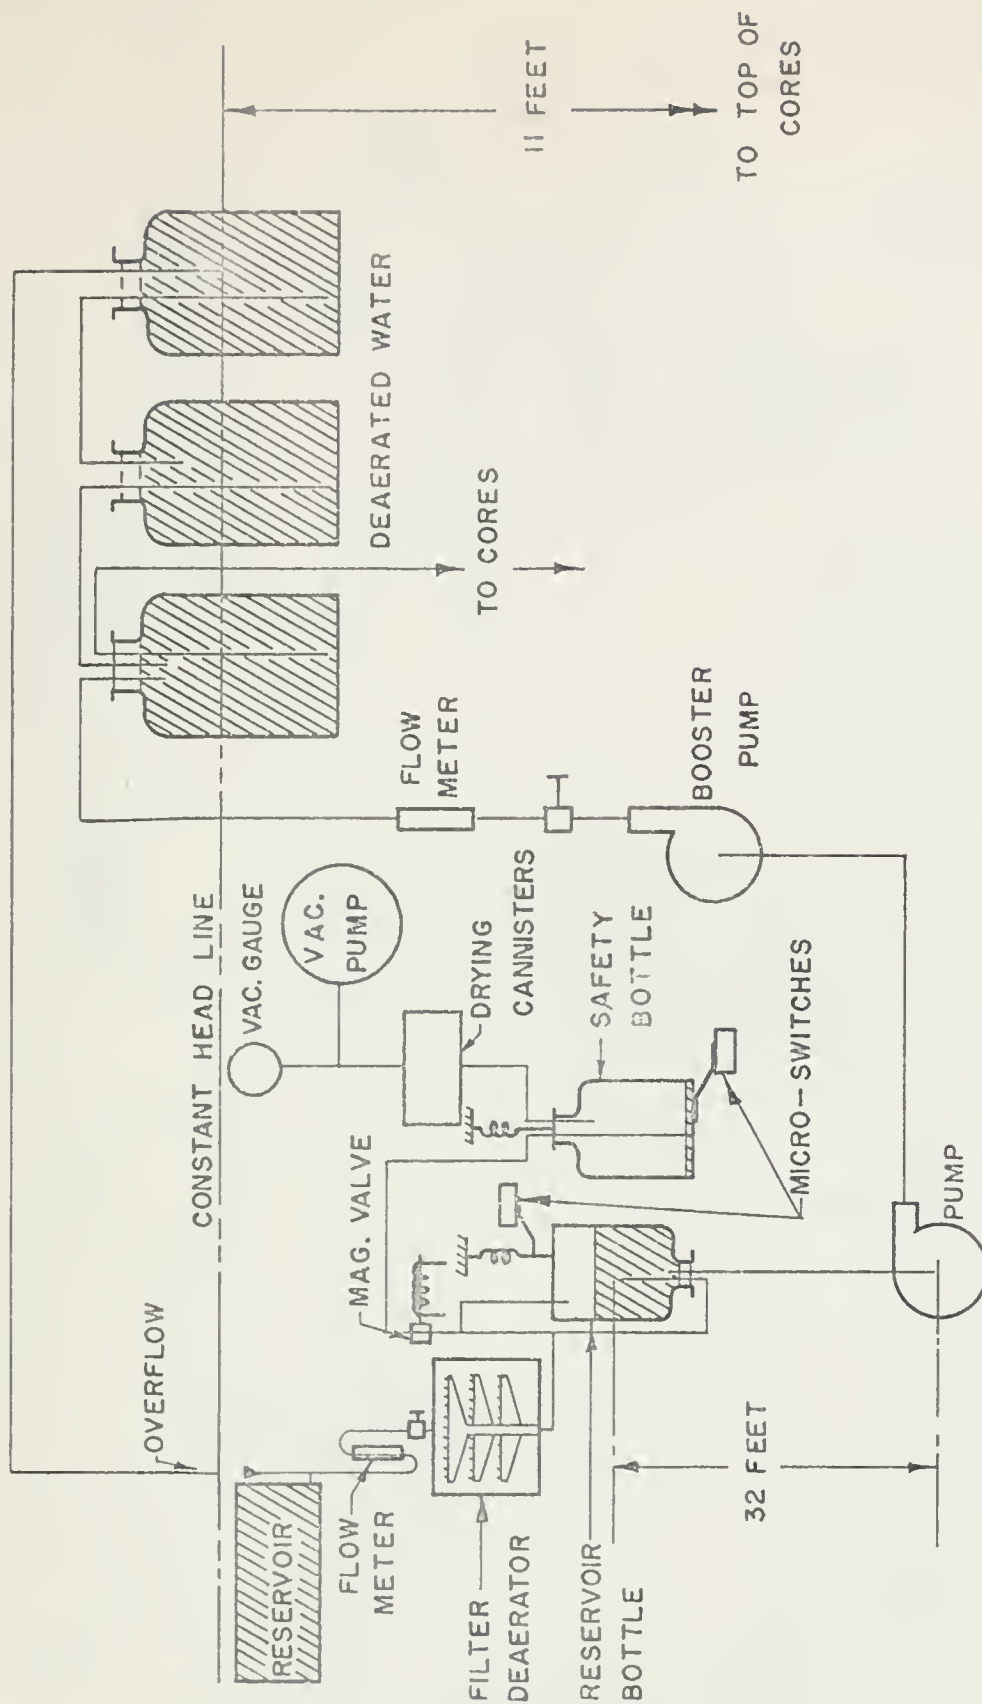 OVERFLOW
CONSTANT HEAD LINE
RESERVOIR
FLOW
METER
MAG. VALVE
VAC. GAUGE
VAC.
PUMP
DRYING
CANNISTERS
FILTER
DEAERATOR
RESERVOIR
BOTTLE
SAFETY
BOTTLE
MICRO-SWITCHES
32 FEET
PUMP
FLOW
METER
BOOSTER
PUMP
TO CORES
DEAERATED WATER
11 FEET
TO TOP OF
CORES